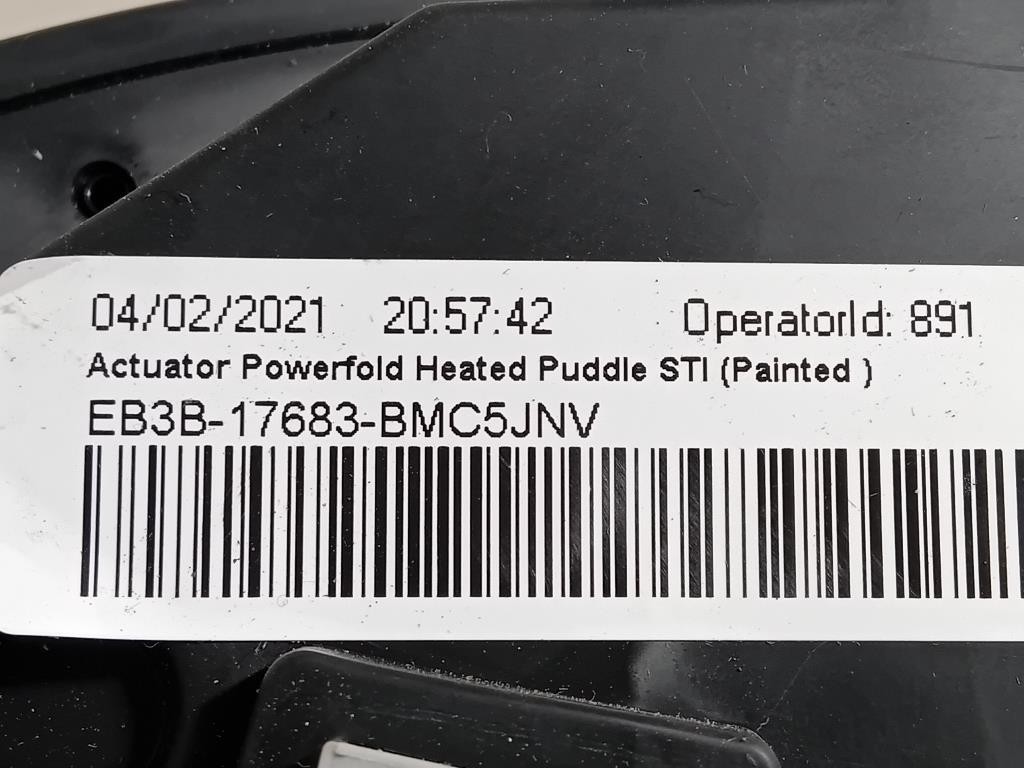 04/02/2021 20:57:42 OperatorId: 891
Actuator Powerfold Heated Puddle STI (Painted )
EB3B-17683-BMC5JNV